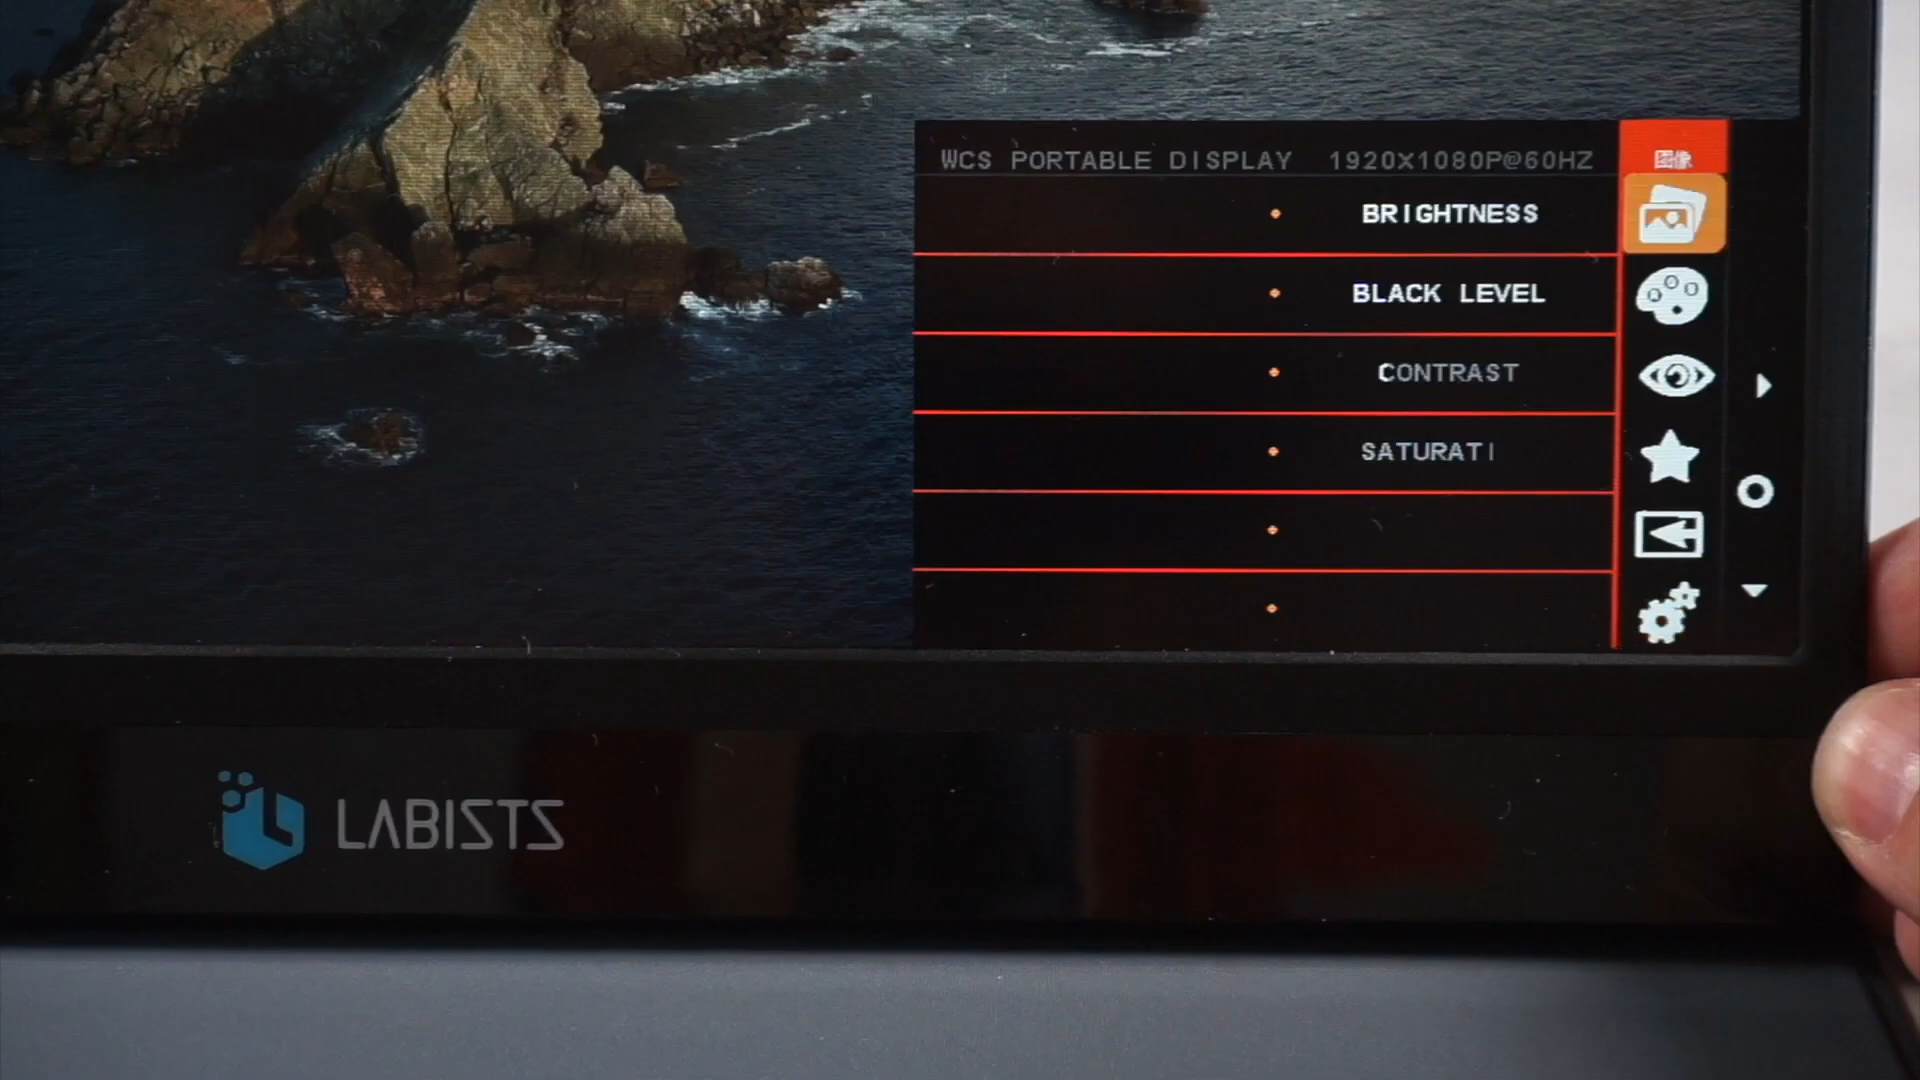 WCS PORTABLE DISPLAY 1920X1080P@60HZ
图像
BRIGHTNESS
BLACK LEVEL
CONTRAST
SATURATI
LABISTS